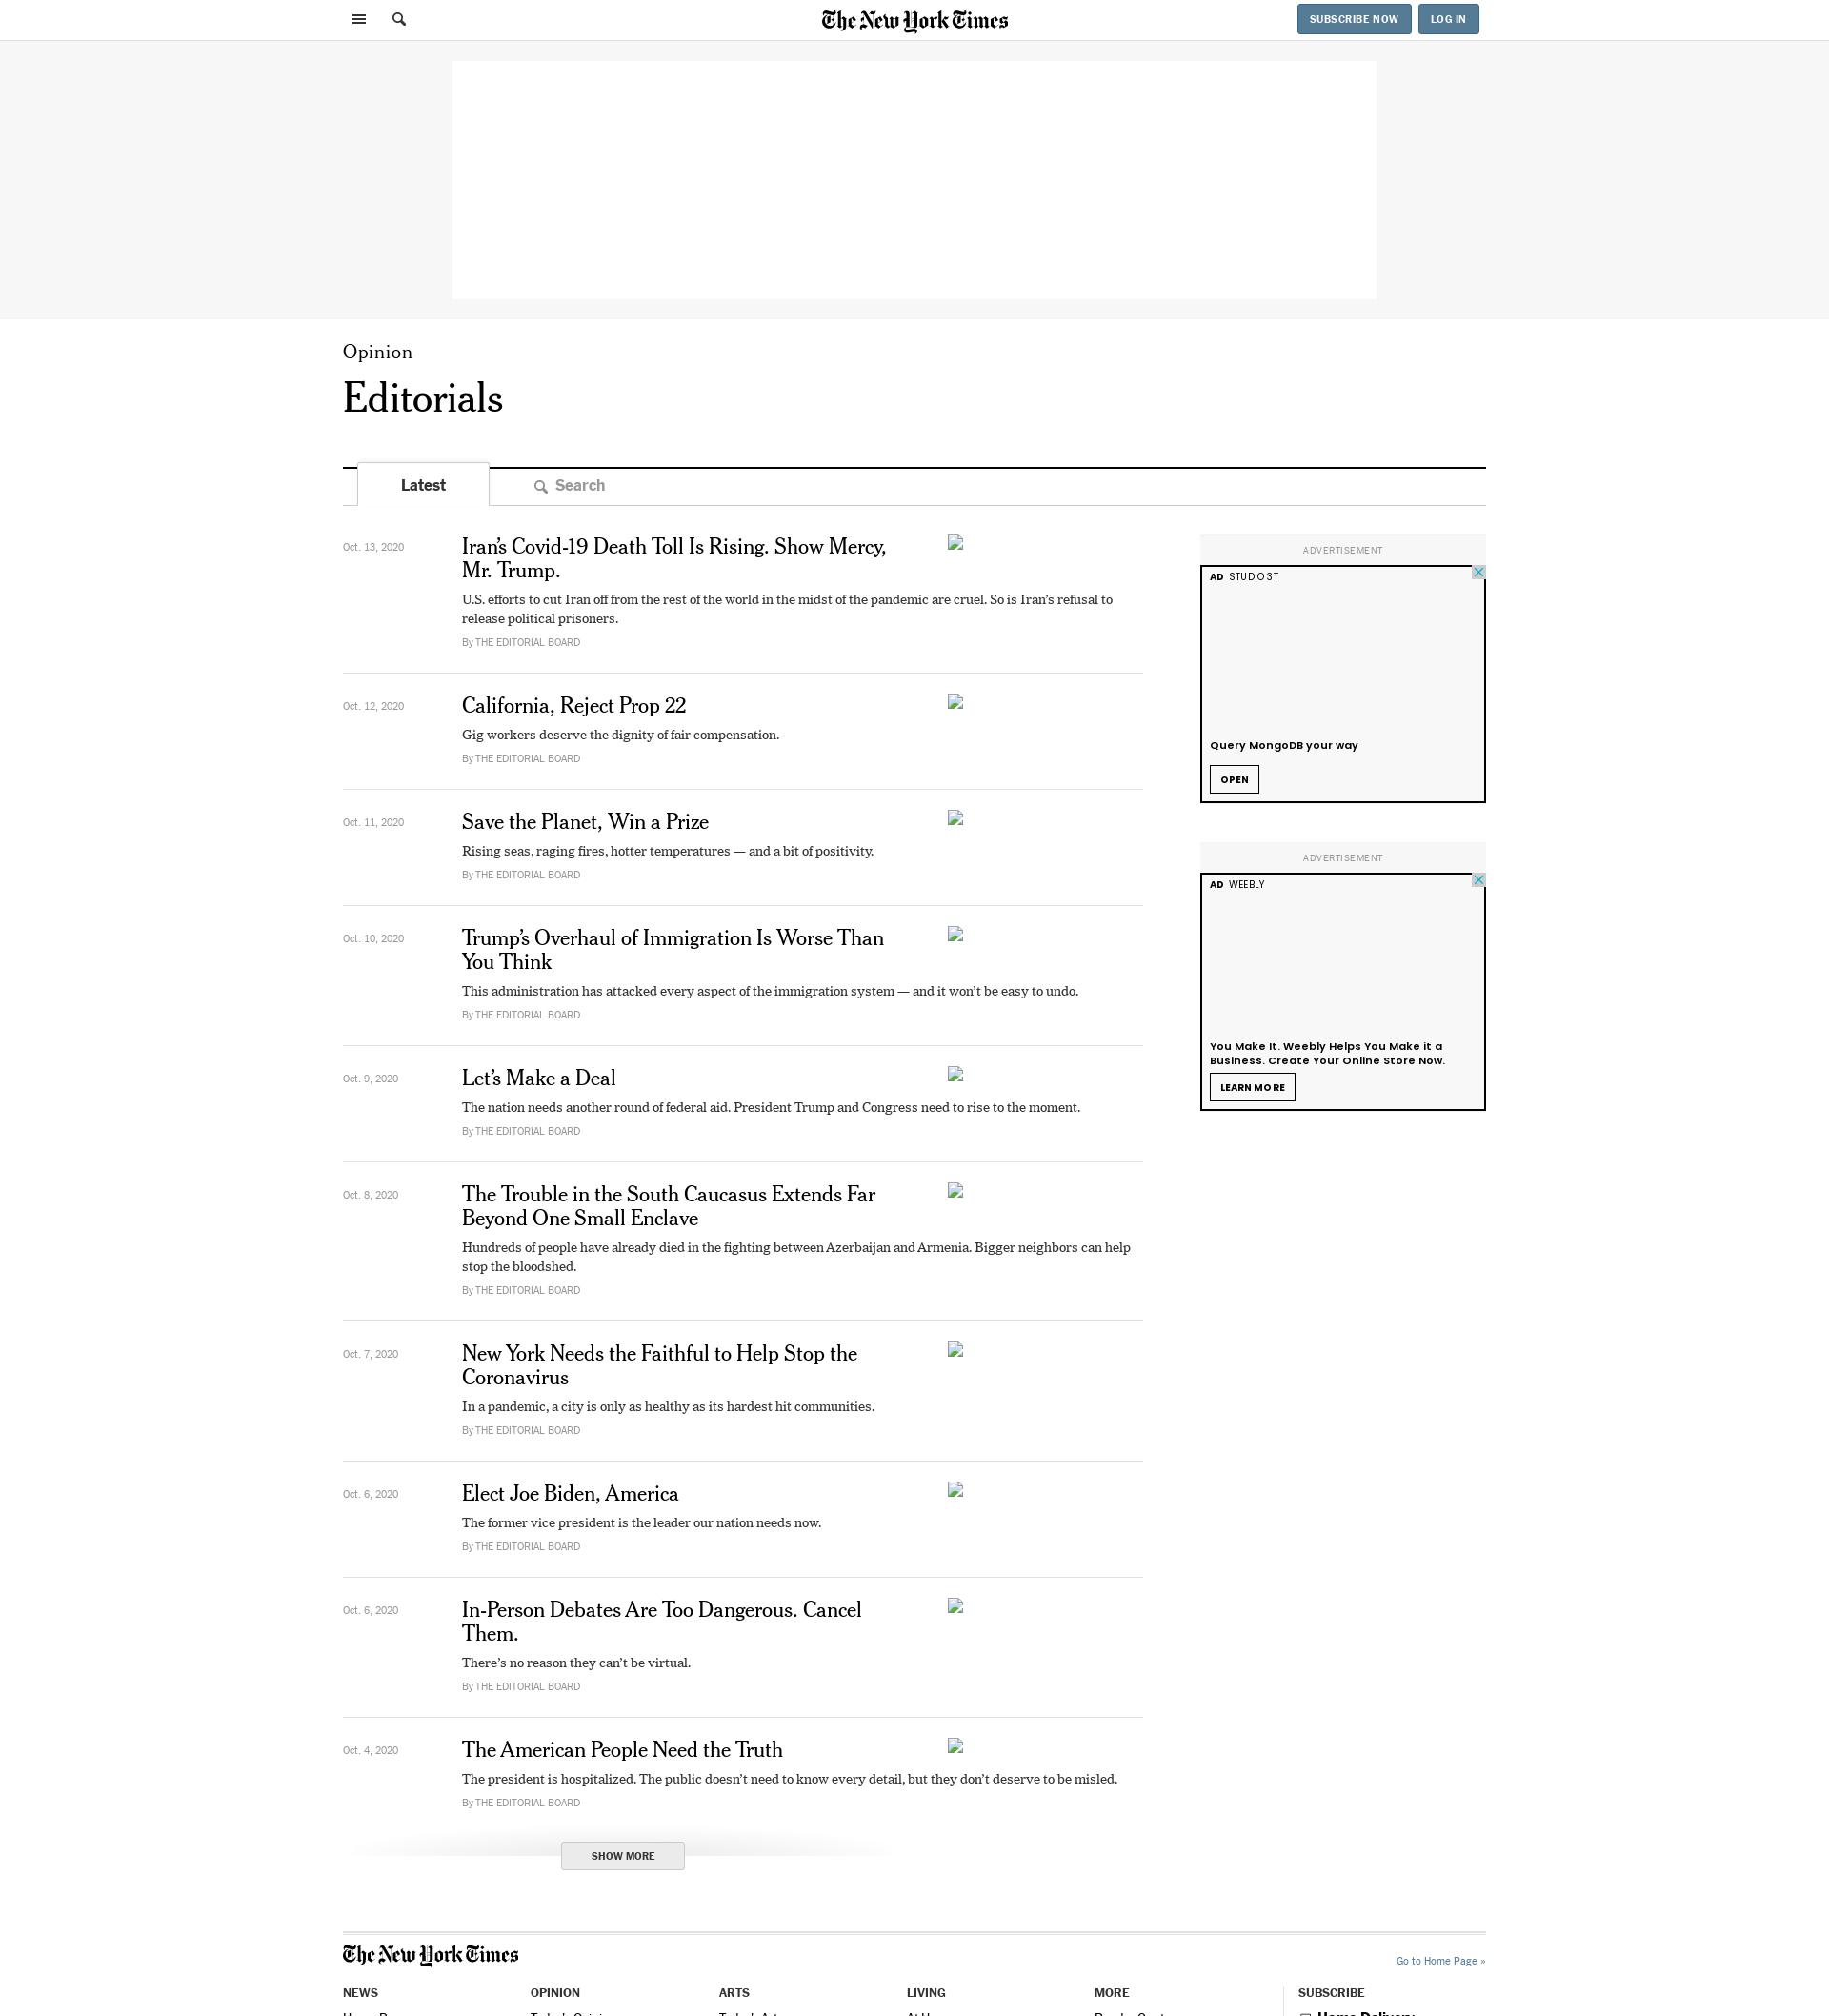 The New York Times
SUBSCRIBE NOW
LOG IN
Opinion
Editorials
Latest
Search
Oct. 13, 2020
Iran’s Covid-19 Death Toll Is Rising. Show Mercy,
Mr. Trump.
U.S. efforts to cut Iran off from the rest of the world in the midst of the pandemic are cruel. So is Iran’s refusal to
release political prisoners.
By THE EDITORIAL BOARD
Oct. 12, 2020
California, Reject Prop 22
Gig workers deserve the dignity of fair compensation.
By THE EDITORIAL BOARD
Oct. 11, 2020
Save the Planet, Win a Prize
Rising seas, raging fires, hotter temperatures — and a bit of positivity.
By THE EDITORIAL BOARD
Oct. 10, 2020
Trump’s Overhaul of Immigration Is Worse Than
You Think
This administration has attacked every aspect of the immigration system — and it won’t be easy to undo.
By THE EDITORIAL BOARD
Oct. 9, 2020
Let’s Make a Deal
The nation needs another round of federal aid. President Trump and Congress need to rise to the moment.
By THE EDITORIAL BOARD
Oct. 8, 2020
The Trouble in the South Caucasus Extends Far
Beyond One Small Enclave
Hundreds of people have already died in the fighting between Azerbaijan and Armenia. Bigger neighbors can help
stop the bloodshed.
By THE EDITORIAL BOARD
Oct. 7, 2020
New York Needs the Faithful to Help Stop the
Coronavirus
In a pandemic, a city is only as healthy as its hardest hit communities.
By THE EDITORIAL BOARD
Oct. 6, 2020
Elect Joe Biden, America
The former vice president is the leader our nation needs now.
By THE EDITORIAL BOARD
Oct. 6, 2020
In-Person Debates Are Too Dangerous. Cancel
Them.
There’s no reason they can’t be virtual.
By THE EDITORIAL BOARD
Oct. 4, 2020
The American People Need the Truth
The president is hospitalized. The public doesn’t need to know every detail, but they don’t deserve to be misled.
By THE EDITORIAL BOARD
SHOW MORE
ADVERTISEMENT
AD STUDIO 3T
Query MongoDB your way
OPEN
ADVERTISEMENT
AD WEEBLY
You Make It. Weebly Helps You Make it a
Business. Create Your Online Store Now.
LEARN MORE
The New York Times
Go to Home Page »
NEWS
OPINION
ARTS
LIVING
MORE
SUBSCRIBE
Home Delivery